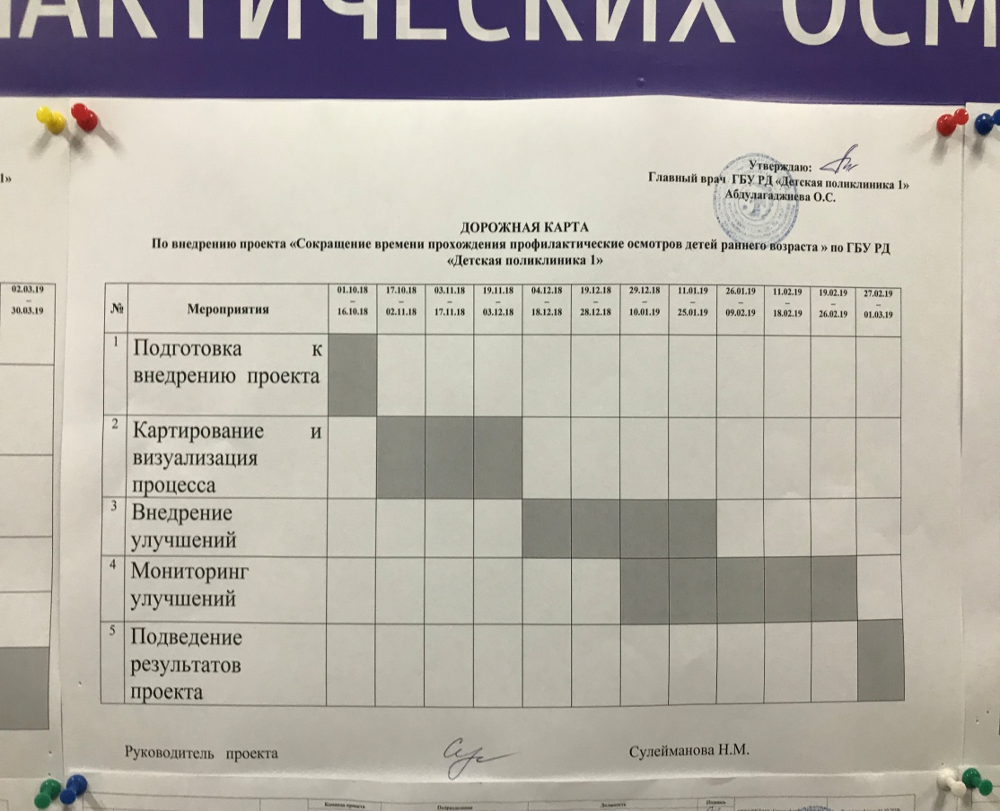 АКТИЧЕСКИХ ОСМ
1»
02.03.19
–
30.03.19
Утверждаю:
Главный врач ГБУ РД «Детская поликлиника 1»
Абдулагаджиева О.С.
ДОРОЖНАЯ КАРТА
По внедрению проекта «Сокращение времени прохождения профилактические осмотров детей раннего возраста » по ГБУ РД
«Детская поликлиника 1»
№ Мероприятия 01.10.18 – 16.10.18 17.10.18 – 02.11.18 03.11.18 – 17.11.18 19.11.18 – 03.12.18 04.12.18 – 18.12.18 19.12.18 – 28.12.18 29.12.18 – 10.01.19 11.01.19 – 25.01.19 26.01.19 – 09.02.19 11.02.19 – 18.02.19 19.02.19 – 26.02.19 27.02.19 – 01.03.19
1 Подготовка к
внедрению проекта
2 Картирование и
визуализация
процесса
3 Внедрение
улучшений
4 Мониторинг
улучшений
5 Подведение
результатов
проекта
Руководитель проекта Сулейманова Н.М.
Команда проекта Подразделение Должность Подпись